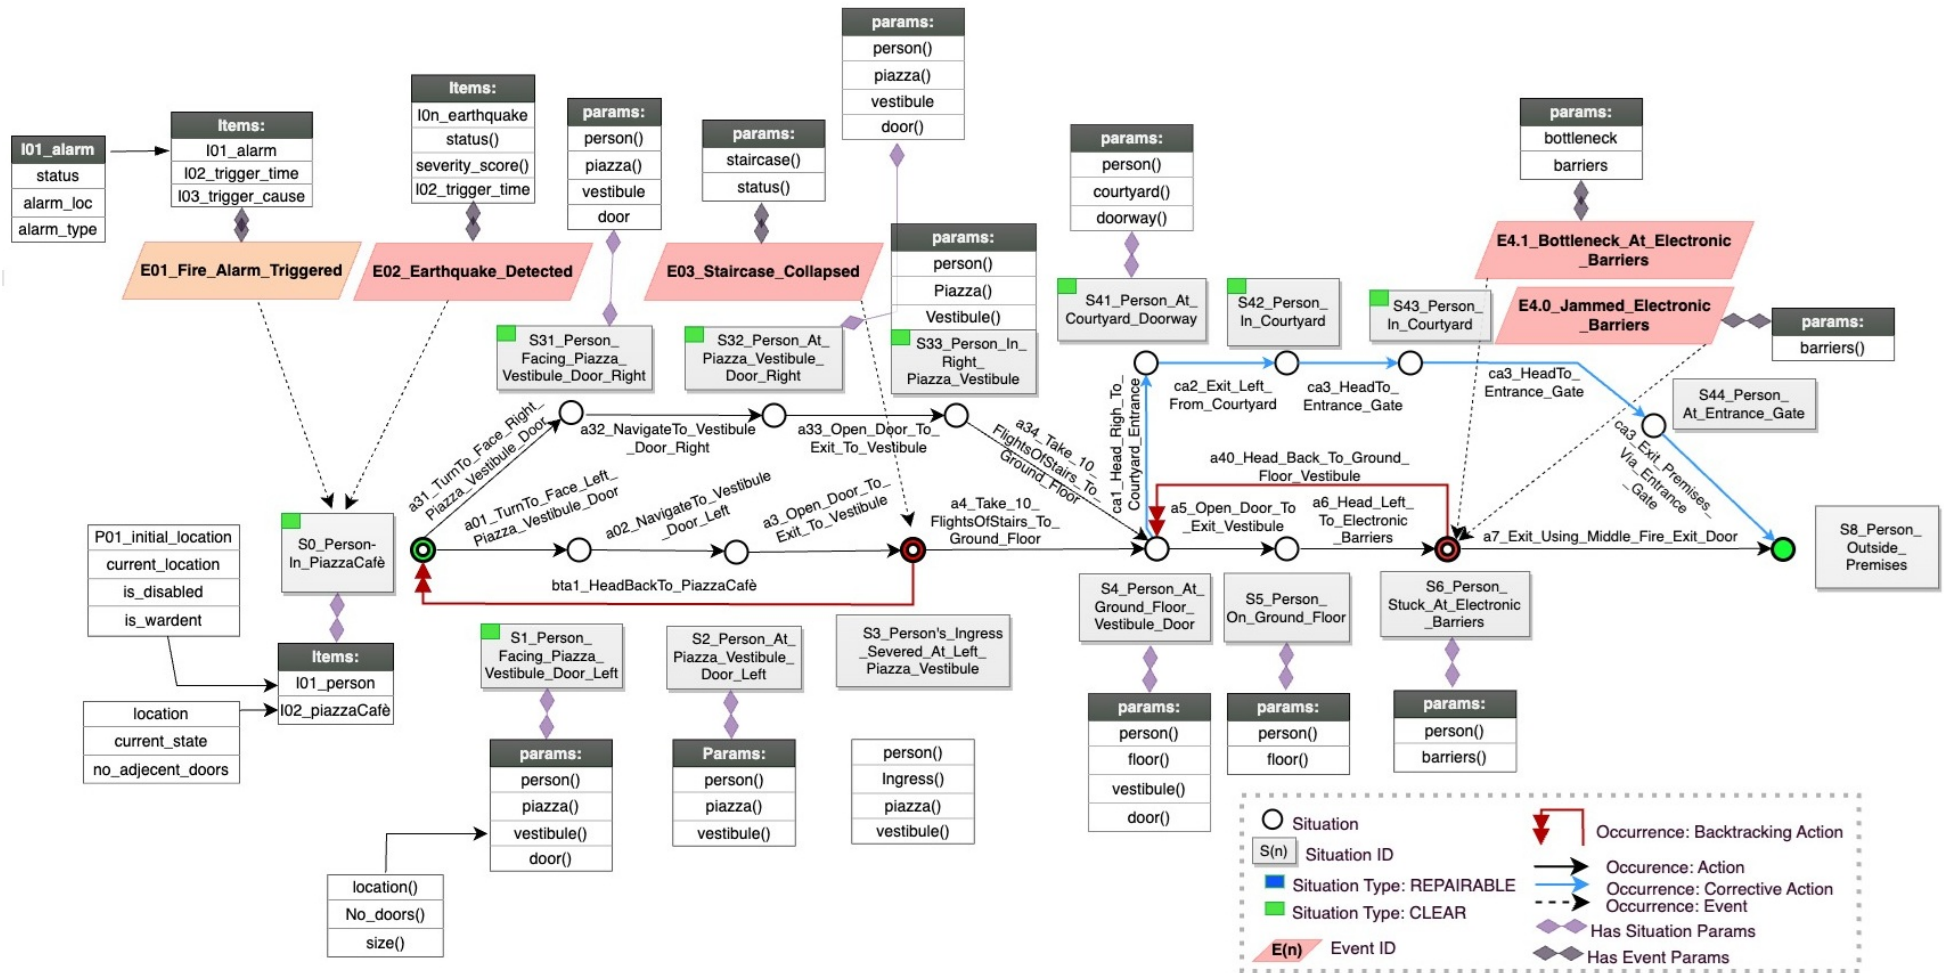 params:
person()
piazza()
vestibule
door()
Items:
I0n_earthquake
status()
severity_score()
I02_trigger_time
params:
person()
piazza()
vestibule
door
params:
staircase()
status()
params:
bottleneck
barriers
I01_alarm
status
alarm_loc
alarm_type
Items:
I01_alarm
I02_trigger_time
I03_trigger_cause
params:
person()
courtyard()
doorway()
E01_Fire_Alarm_Triggered
E02_Earthquake_Detected
E03_Staircase_Collapsed
params:
person()
Piazza()
Vestibule()
E4.1_Bottleneck_At_Electronic
_Barriers
E4.0_Jammed_Electronic
_Barriers
params:
barriers()
S31_Person_
Facing_Piazza_
Vestibule_Door_Right
S32_Person_At_
Piazza_Vestibule_
Door_Right
S33_Person_In_
Right_
Piazza_Vestibule
S41_Person_At_
Courtyard_Doorway
S42_Person_
In_Courtyard
S43_Person_
In_Courtyard
S44_Person_
At_Entrance_Gate
ca1_Head_Righ_To_
Courtyard_Entrance
ca2_Exit_Left_
From_Courtyard
ca3_HeadTo_
Entrance_Gate
ca3_HeadTo_
Entrance_Gate
ca3_Exit_Premises_
Via_Entrance
_Gate
a31_TurnTo_Face_Right_
Piazza_Vestibule_Door
a32_NavigateTo_Vestibule
_Door_Right
a33_Open_Door_To_
Exit_To_Vestibule
a34_Take_10_
FlightsOfStairs_To_
Ground_Floor
a40_Head_Back_To_Ground_
Floor_Vestibule
a01_TurnTo_Face_Left_
Piazza_Vestibule_Door
a02_NavigateTo_Vestibule
_Door_Left
a3_Open_Door_To_
Exit_To_Vestibule
a4_Take_10_
FlightsOfStairs_To_
Ground_Floor
a5_Open_Door_To
_Exit_Vestibule
a6_Head_Left_
To_Electronic
_Barriers
a7_Exit_Using_Middle_Fire_Exit_Door
bta1_HeadBackTo_PiazzaCafè
S0_Person-
In_PiazzaCafè
P01_initial_location
current_location
is_disabled
is_wardent
Items:
I01_person
I02_piazzaCafè
location
current_state
no_adjecent_doors
S1_Person_
Facing_Piazza_
Vestibule_Door_Left
S2_Person_At_
Piazza_Vestibule_
Door_Left
S3_Person's_Ingress
_Severed_At_Left_
Piazza_Vestibule
S4_Person_At_
Ground_Floor_
Vestibule_Door
S5_Person_
On_Ground_Floor
S6_Person_
Stuck_At_Electronic
_Barriers
S8_Person_
Outside_
Premises
params:
person()
piazza()
vestibule()
door()
Params:
person()
piazza()
vestibule()
person()
Ingress()
piazza()
vestibule()
params:
person()
floor()
vestibule()
door()
params:
person()
floor()
params:
person()
barriers()
location()
No_doors()
size()
Situation
S(n)
Situation ID
Situation Type: REPAIRABLE
Situation Type: CLEAR
E(n)
Event ID
Occurrence: Backtracking Action
Occurence: Action
Occurrence: Corrective Action
Occurrence: Event
Has Situation Params
Has Event Params